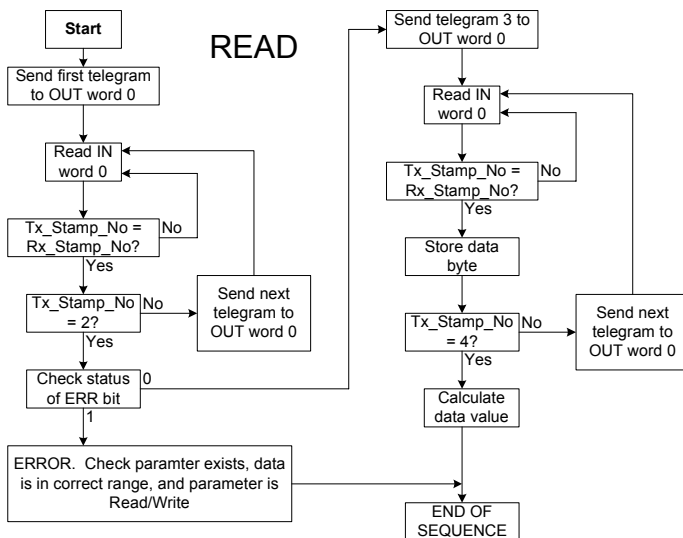 Start
READ
Send first telegram
to OUT word 0
Read IN
word 0
Tx_Stamp_No =
Rx_Stamp_No?
No
Yes
Tx_Stamp_No
= 2?
No
Send next
telegram to
OUT word 0
Yes
Check status
of ERR bit
0
1
ERROR. Check paramter exists, data
is in correct range, and parameter is
Read/Write
Send telegram 3 to
OUT word 0
Read IN
word 0
Tx_Stamp_No =
Rx_Stamp_No?
No
Yes
Store data
byte
Tx_Stamp_No
= 4?
No
Send next
telegram to
OUT word 0
Yes
Calculate
data value
END OF
SEQUENCE